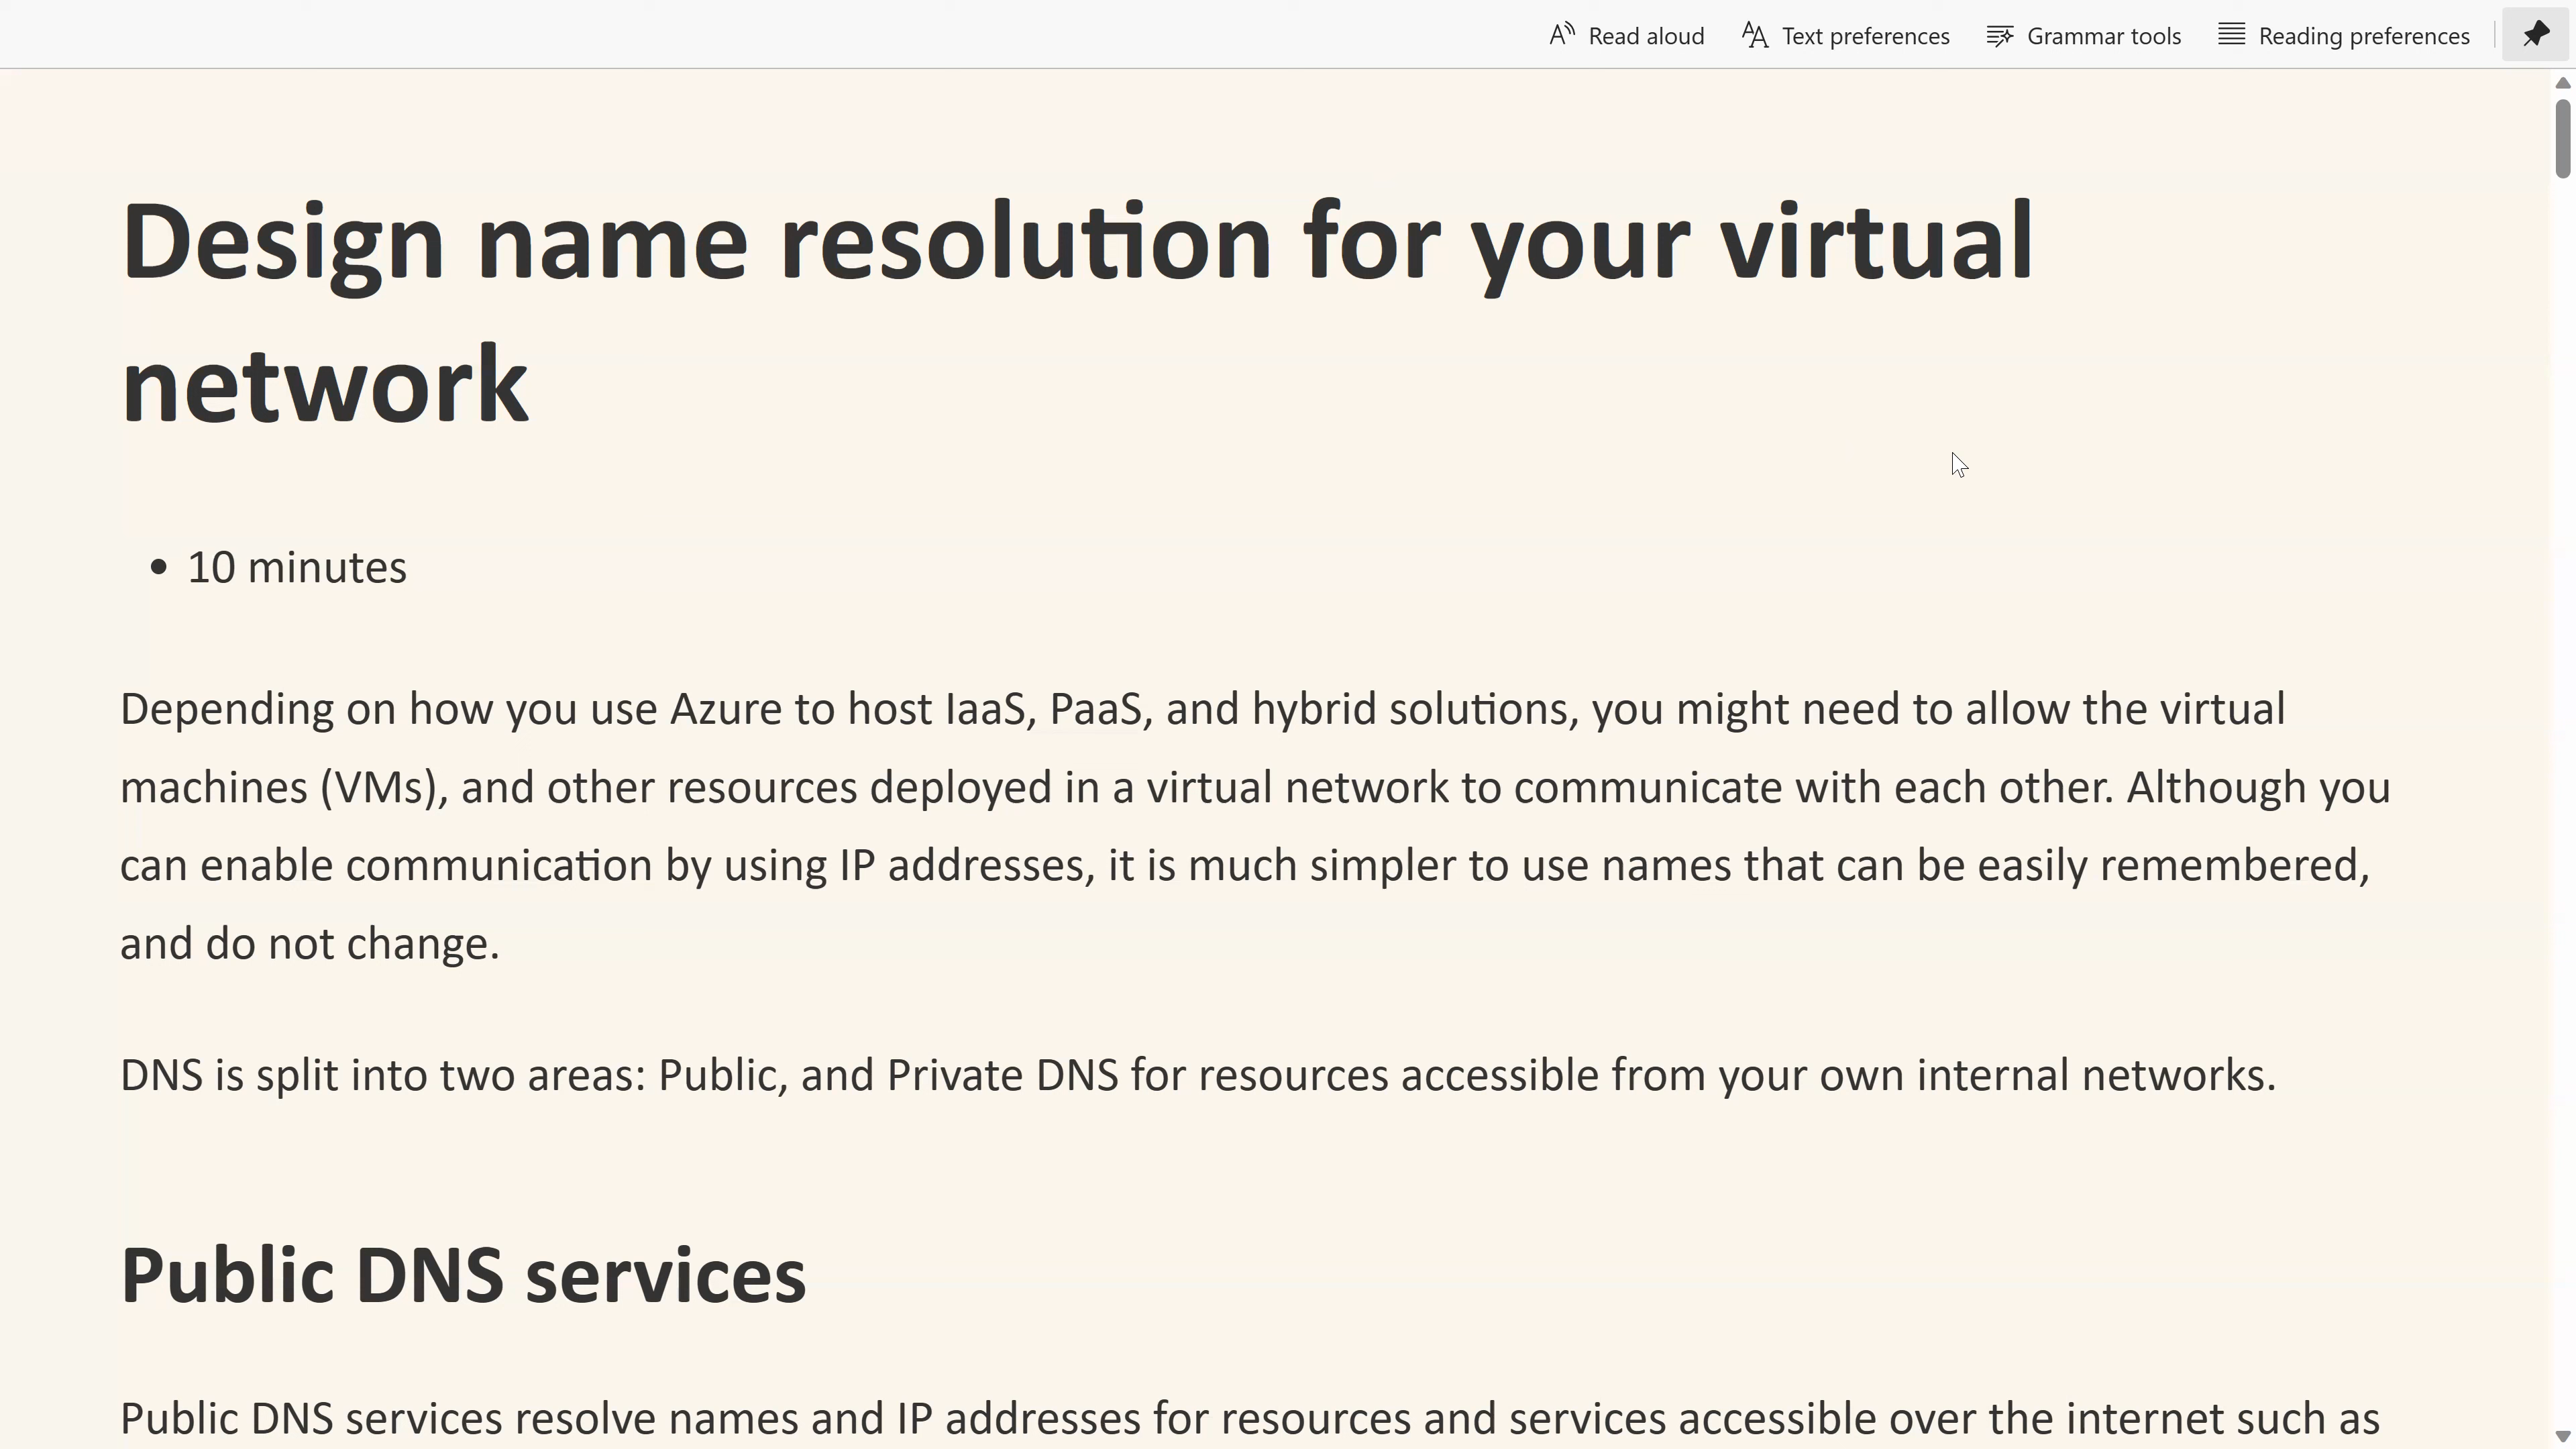 Read aloud
Text preferences
Grammar tools
Reading preferences
Design name resolution for your virtual
network
• 10 minutes
Depending on how you use Azure to host IaaS, PaaS, and hybrid solutions, you might need to allow the virtual
machines (VMs), and other resources deployed in a virtual network to communicate with each other. Although you
can enable communication by using IP addresses, it is much simpler to use names that can be easily remembered,
and do not change.
DNS is split into two areas: Public, and Private DNS for resources accessible from your own internal networks.
Public DNS services
Public DNS services resolve names and IP addresses for resources and services accessible over the internet such as